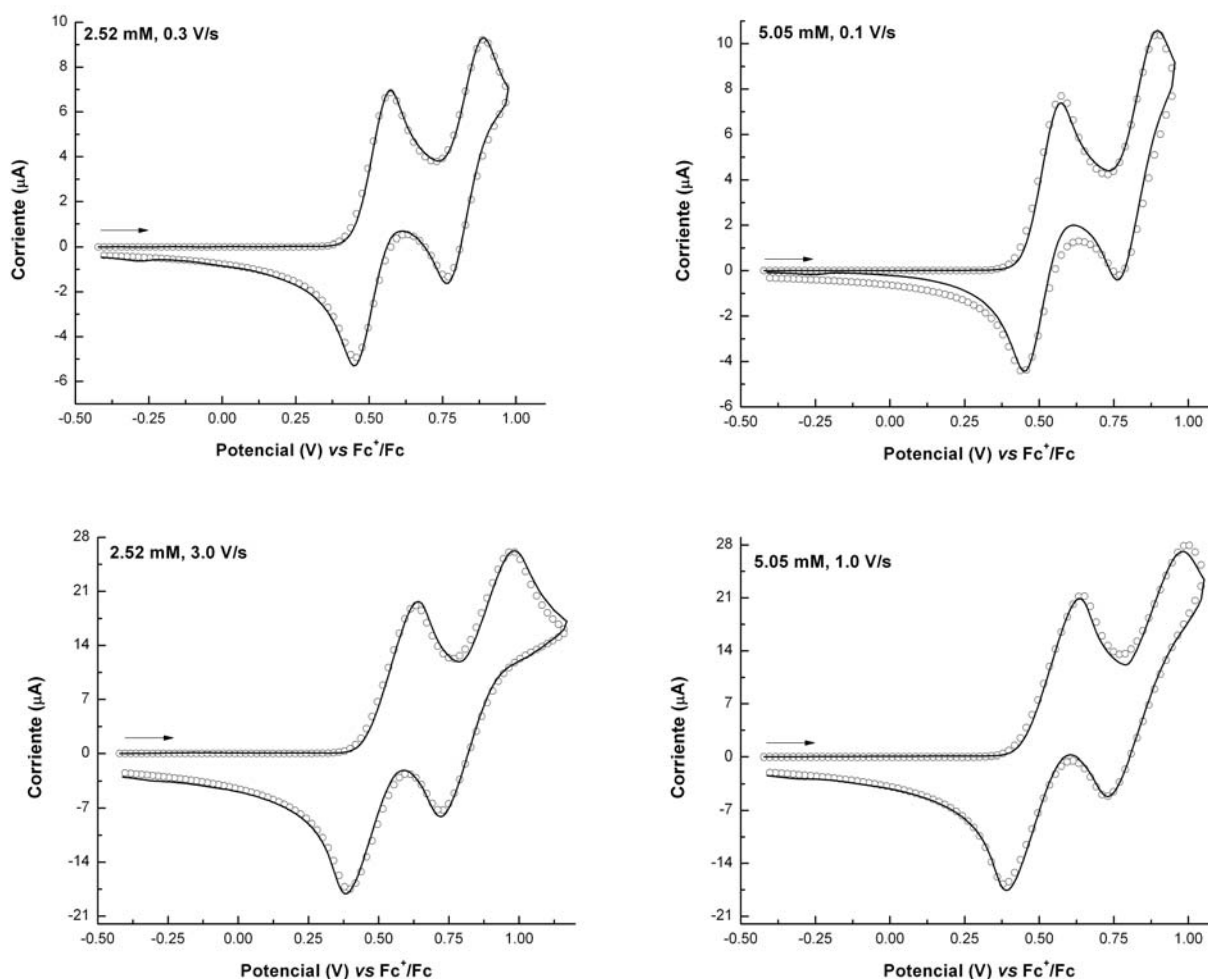 2.52 mM, 0.3 V/s
10
8
6
4
2
0
-2
-4
-6
Corriente (µA)
-0.50 -0.25 0.00 0.25 0.50 0.75 1.00
Potencial (V) vs Fc⁺/Fc
5.05 mM, 0.1 V/s
10
8
6
4
2
0
-2
-4
-6
Corriente (µA)
-0.50 -0.25 0.00 0.25 0.50 0.75 1.00
Potencial (V) vs Fc⁺/Fc
2.52 mM, 3.0 V/s
28
21
14
7
0
-7
-14
-21
Corriente (µA)
-0.50 -0.25 0.00 0.25 0.50 0.75 1.00
Potencial (V) vs Fc⁺/Fc
5.05 mM, 1.0 V/s
28
21
14
7
0
-7
-14
-21
Corriente (µA)
-0.50 -0.25 0.00 0.25 0.50 0.75 1.00
Potencial (V) vs Fc⁺/Fc